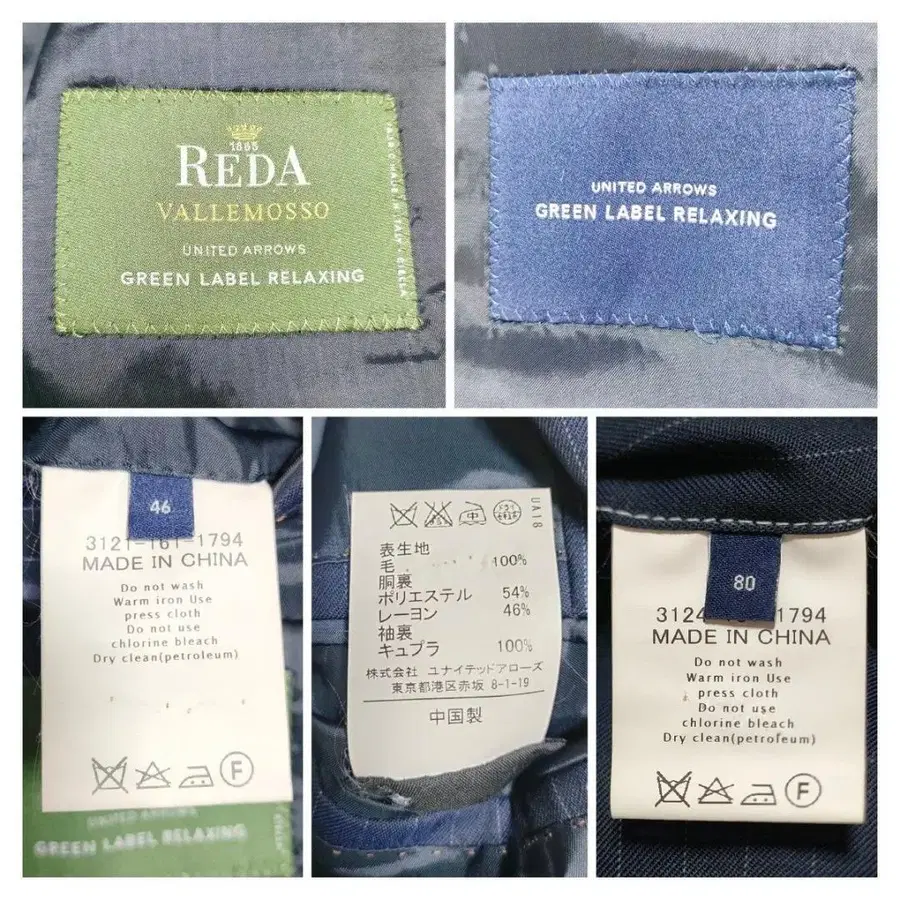 1865
REDA
VALLEMOSSO
UNITED ARROWS
GREEN LABEL RELAXING
UNITED ARROWS
GREEN LABEL RELAXING
46
3121-161-1794
MADE IN CHINA
Do not wash
Warm iron Use
press cloth
Do not use
chlorine bleach
Dry clean(petroleum)
F
UNITED ARROWS
GREEN LABEL RELAXING
UA18
表生地
毛 100%
胴裏
ポリエステル 54%
レーヨン 46%
袖裏
キュプラ 100%
株式会社 ユナイテッドアローズ
東京都港区赤坂 8-1-19
中国製
80
3124 1794
MADE IN CHINA
Do not wash
Warm iron Use
press cloth
Do not use
chlorine bleach
Dry clean(petroleum)
F